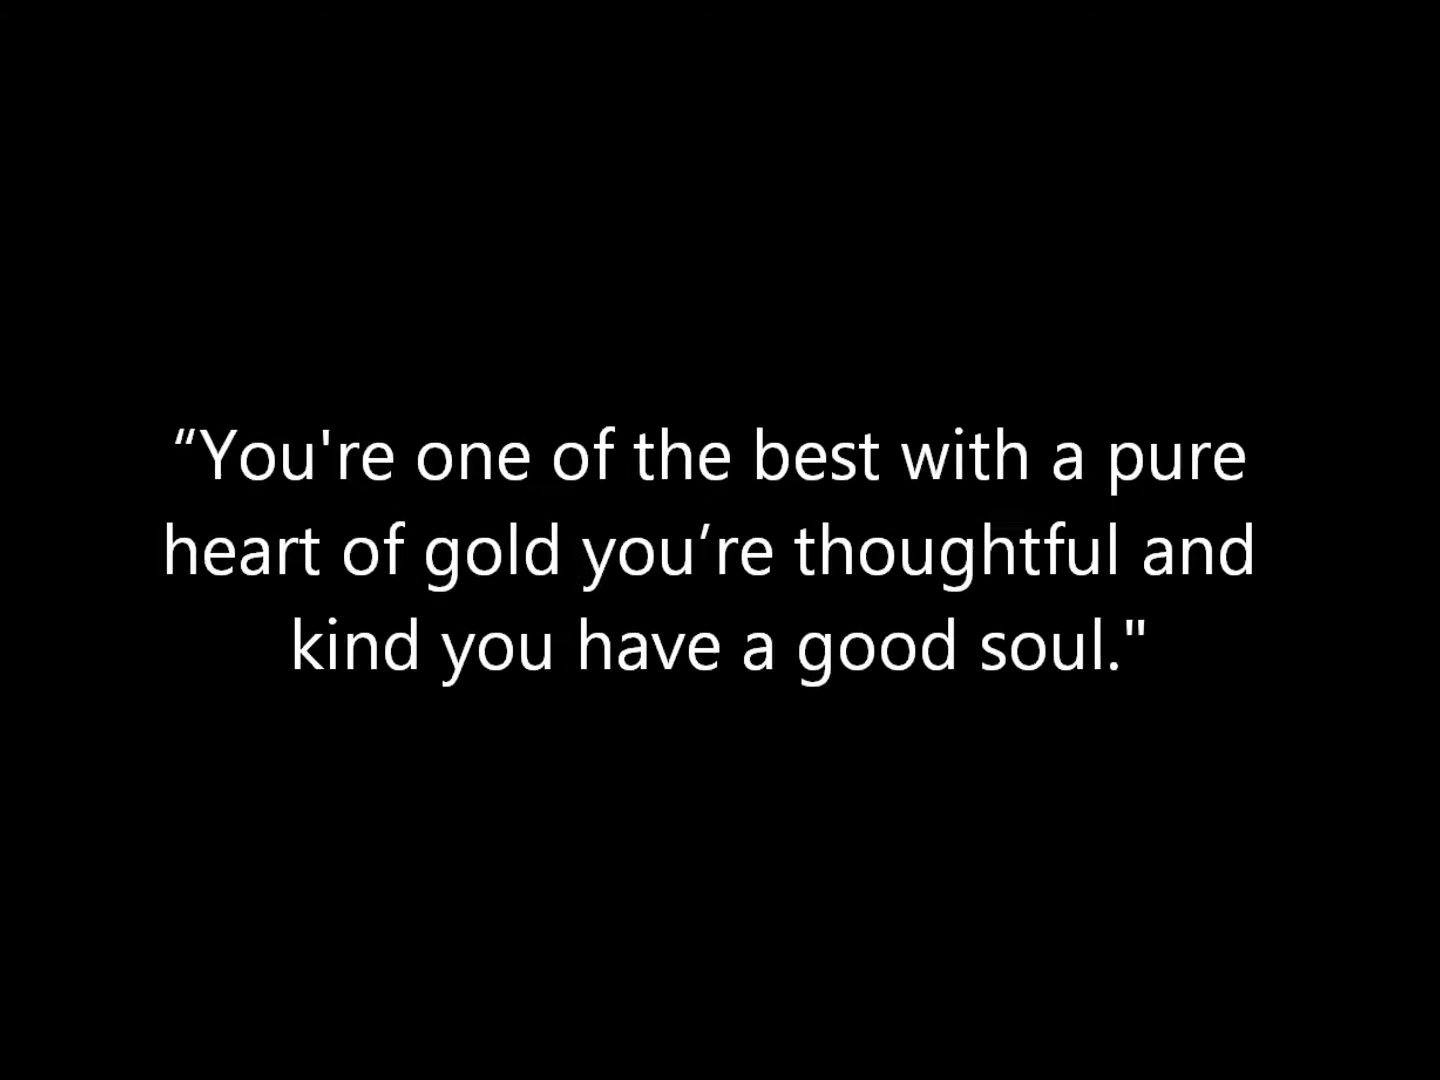 “You're one of the best with a pure
heart of gold you’re thoughtful and
kind you have a good soul."